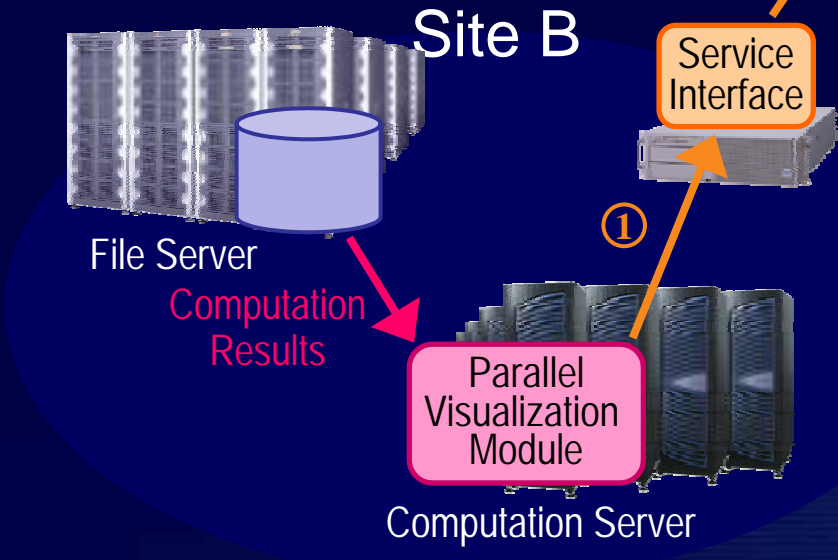 Site B
Service
Interface
①
File Server
Computation
Results
Parallel
Visualization
Module
Computation Server